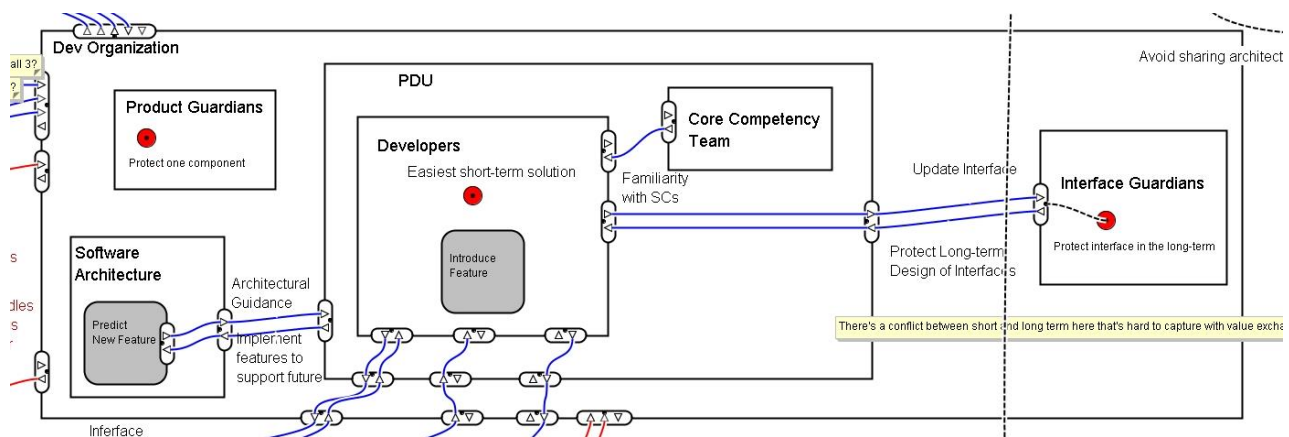 all 3?
?
Dev Organization
Product Guardians
Protect one component
Software
Architecture
Predict
New Feature
Architectural
Guidance
Implement
features to
support future
PDU
Developers
Easiest short-term solution
Introduce
Feature
Core Competency
Team
Familiarity
with SCs
Update Interface
Protect Long-term
Design of Interfaces
Interface Guardians
Protect interface in the long-term
Avoid sharing architect
There's a conflict between short and long term here that's hard to capture with value excha
s
dles
s
r
Inferface